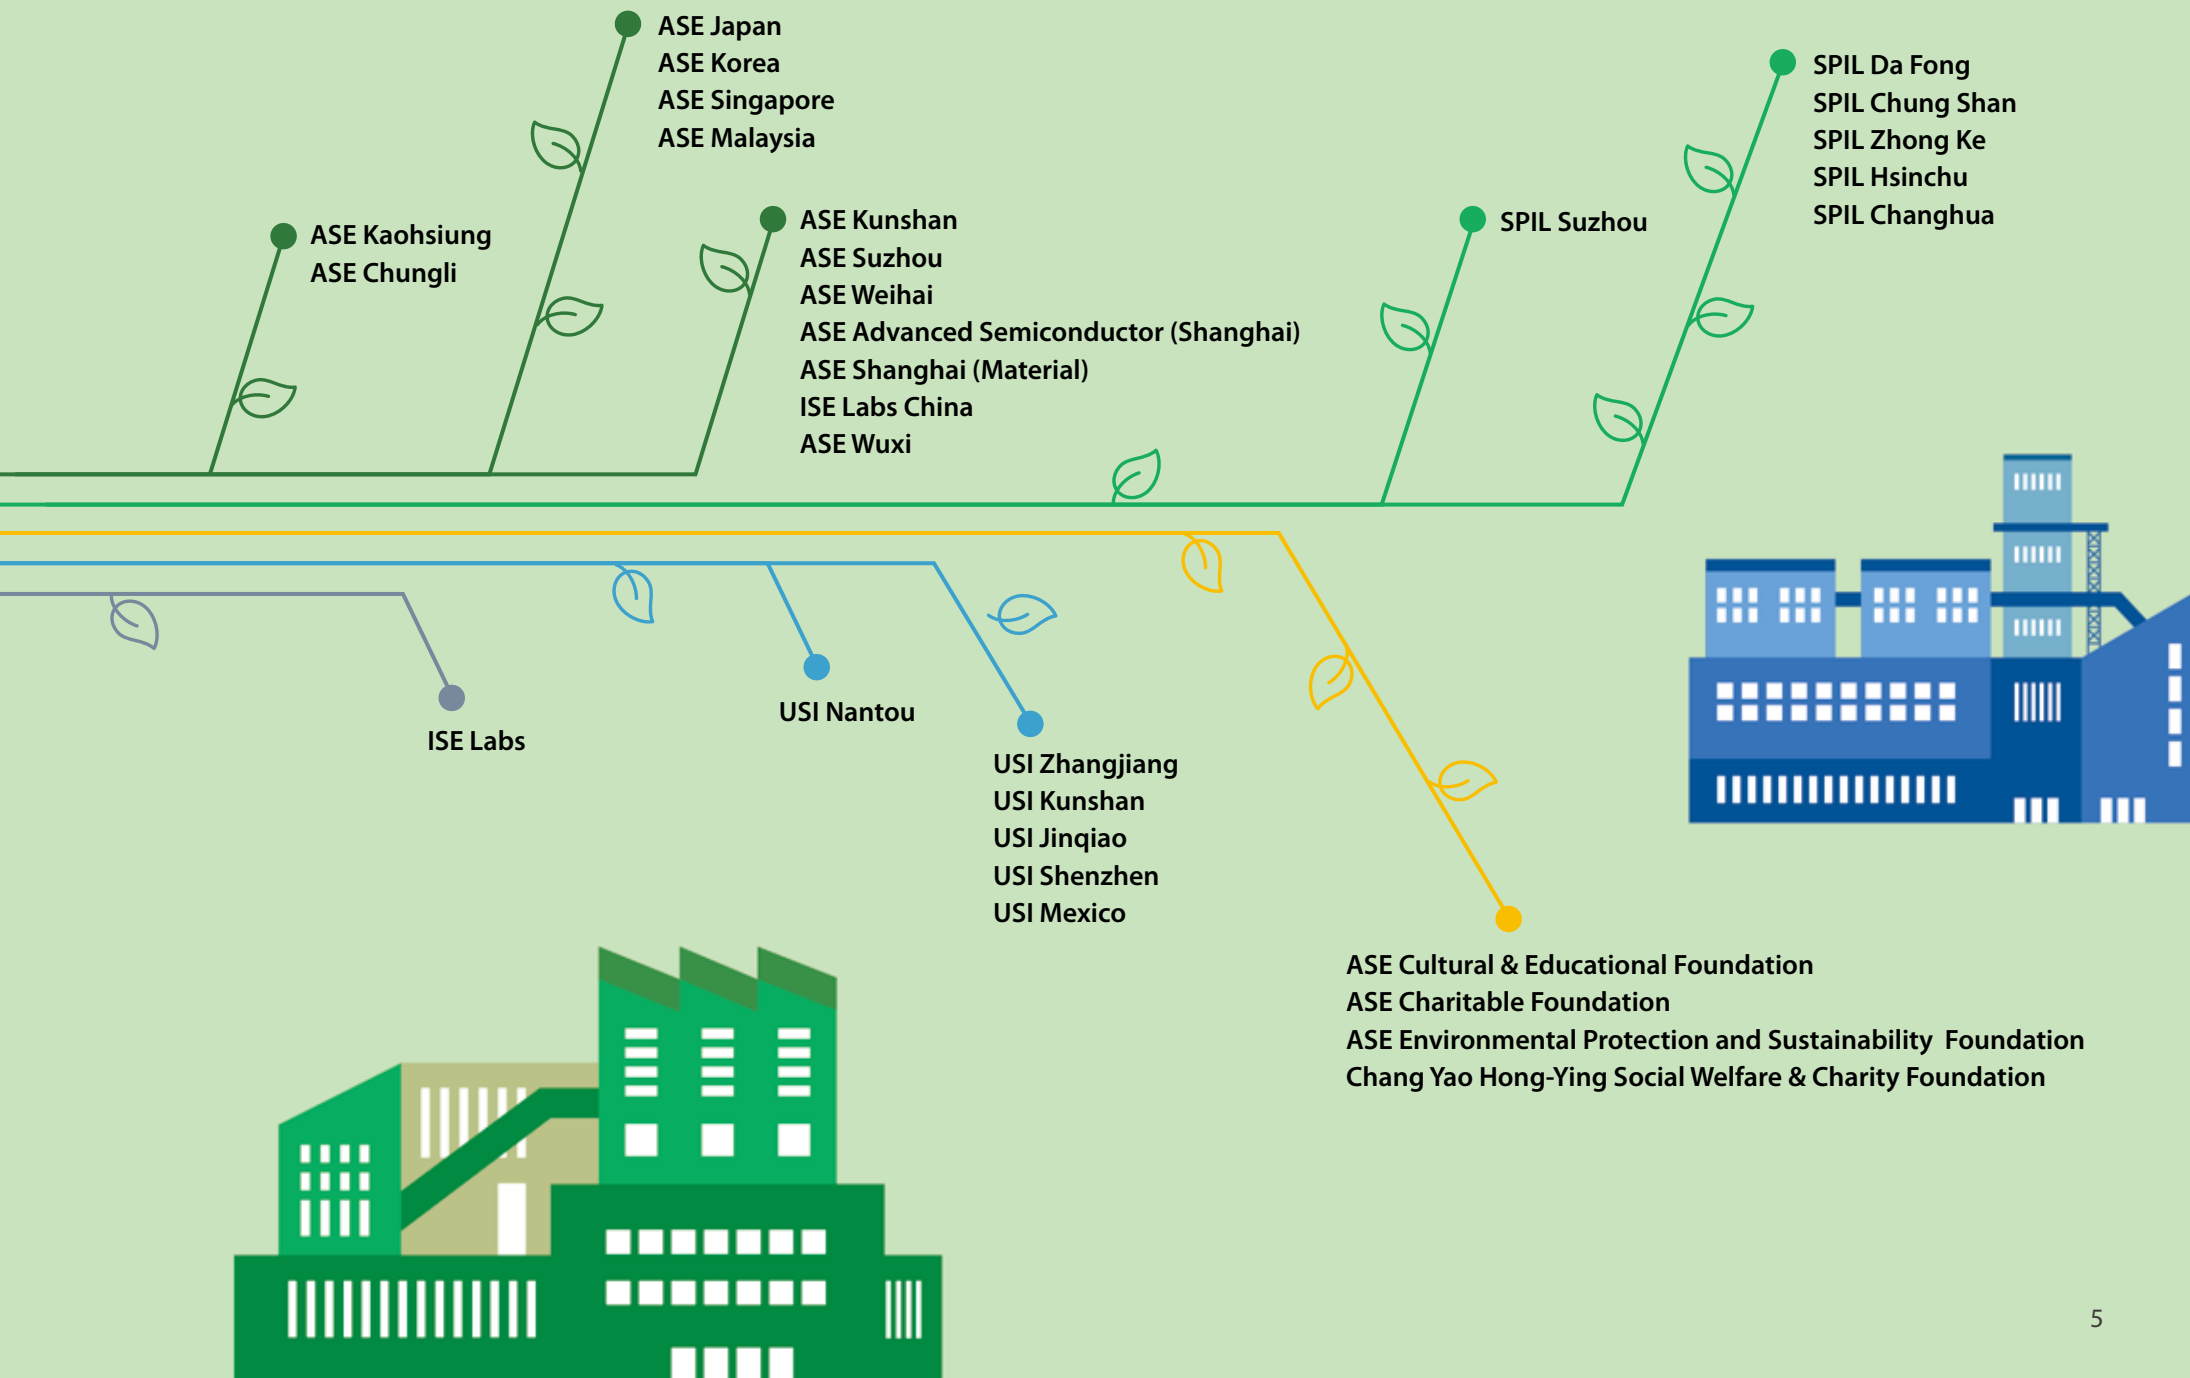 ASE Japan
ASE Korea
ASE Singapore
ASE Malaysia
SPIL Da Fong
SPIL Chung Shan
SPIL Zhong Ke
SPIL Hsinchu
SPIL Changhua
ASE Kaohsiung
ASE Chungli
ASE Kunshan
ASE Suzhou
ASE Weihai
ASE Advanced Semiconductor (Shanghai)
ASE Shanghai (Material)
ISE Labs China
ASE Wuxi
SPIL Suzhou
ISE Labs
USI Nantou
USI Zhangjiang
USI Kunshan
USI Jinqiao
USI Shenzhen
USI Mexico
ASE Cultural & Educational Foundation
ASE Charitable Foundation
ASE Environmental Protection and Sustainability Foundation
Chang Yao Hong-Ying Social Welfare & Charity Foundation
5